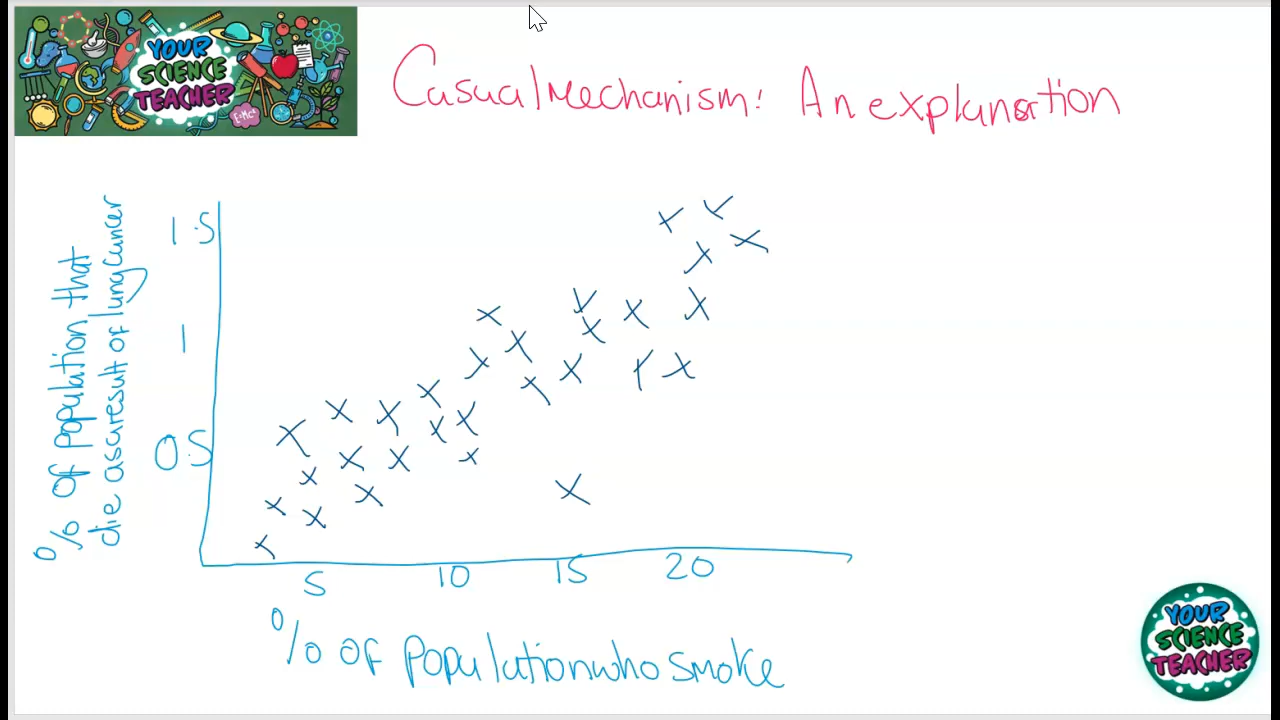 YOUR
SCIENCE
TEACHER
E=MC²
Casual Mechanism: An explanation
% of population that
die as a result of lung cancer
1.5
1
0.5
5 10 15 20
% of population who smoke
YOUR
SCIENCE
TEACHER